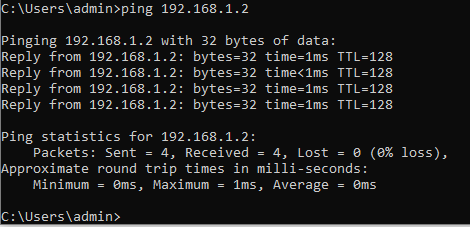 C:\Users\admin>ping 192.168.1.2
Pinging 192.168.1.2 with 32 bytes of data:
Reply from 192.168.1.2: bytes=32 time=1ms TTL=128
Reply from 192.168.1.2: bytes=32 time<1ms TTL=128
Reply from 192.168.1.2: bytes=32 time=1ms TTL=128
Reply from 192.168.1.2: bytes=32 time=1ms TTL=128
Ping statistics for 192.168.1.2:
    Packets: Sent = 4, Received = 4, Lost = 0 (0% loss),
Approximate round trip times in milli-seconds:
    Minimum = 0ms, Maximum = 1ms, Average = 0ms
C:\Users\admin>